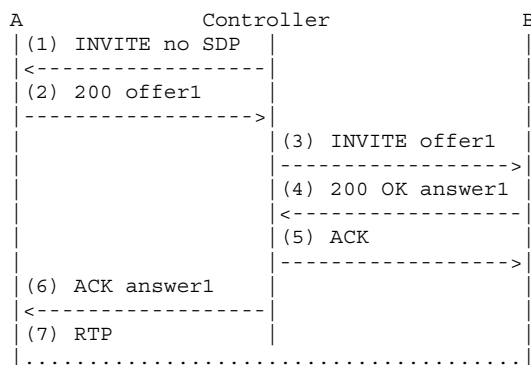 A Controller B
(1) INVITE no SDP
(2) 200 offer1
(3) INVITE offer1
(4) 200 OK answer1
(5) ACK
(6) ACK answer1
(7) RTP